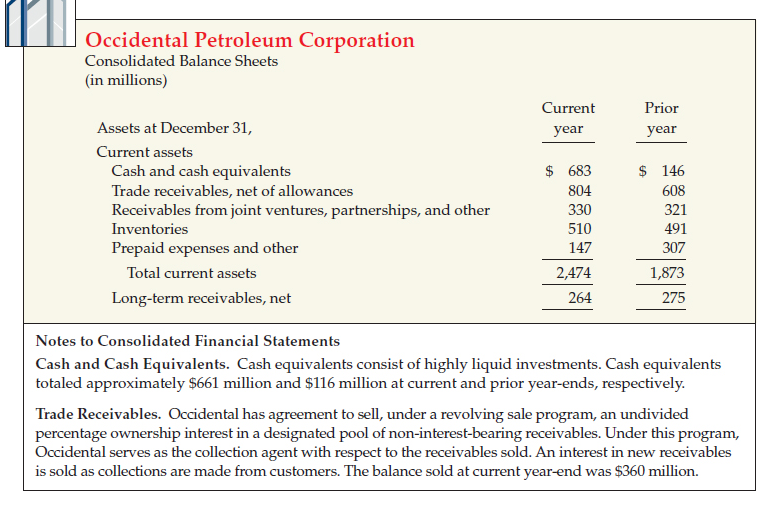 Occidental Petroleum Corporation
Consolidated Balance Sheets
(in millions)
Current Prior
Assets at December 31, year year
Current assets
Cash and cash equivalents $ 683 $ 146
Trade receivables, net of allowances 804 608
Receivables from joint ventures, partnerships, and other 330 321
Inventories 510 491
Prepaid expenses and other 147 307
Total current assets 2,474 1,873
Long-term receivables, net 264 275
Notes to Consolidated Financial Statements
Cash and Cash Equivalents. Cash equivalents consist of highly liquid investments. Cash equivalents
totaled approximately $661 million and $116 million at current and prior year-ends, respectively.
Trade Receivables. Occidental has agreement to sell, under a revolving sale program, an undivided
percentage ownership interest in a designated pool of non-interest-bearing receivables. Under this program,
Occidental serves as the collection agent with respect to the receivables sold. An interest in new receivables
is sold as collections are made from customers. The balance sold at current year-end was $360 million.